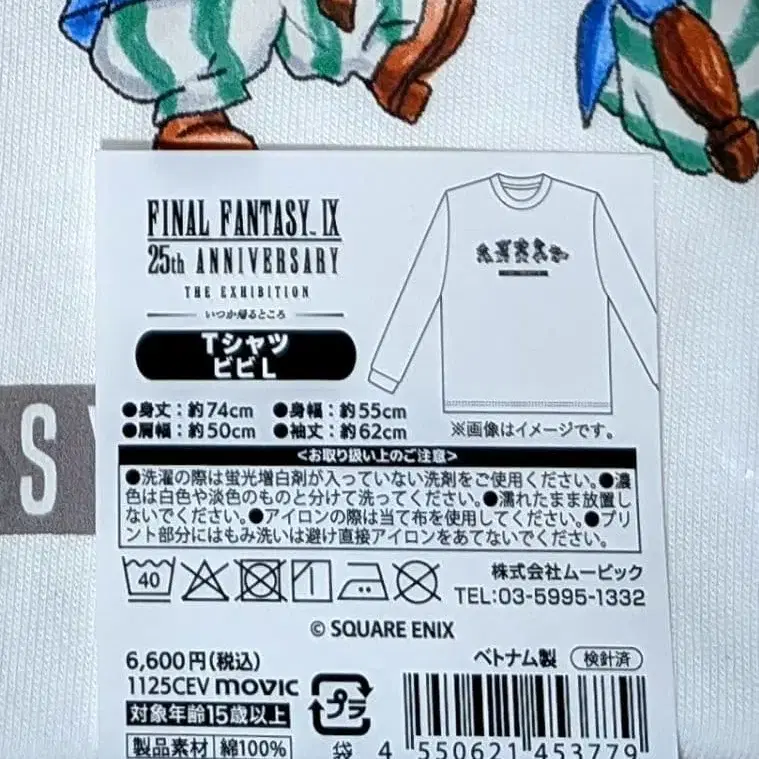 FINAL FANTASY™ IX
25th ANNIVERSARY
THE EXHIBITION
いつか帰るところ
Tシャツ
ビビ L
●身丈：約74cm ●身幅：約55cm
●肩幅：約50cm ●袖丈：約62cm
※画像はイメージです。
<お取り扱い上のご注意>
●洗濯の際は蛍光増白剤が入っていない洗剤をご使用ください。●濃
色は白色や淡色のものと分けて洗ってください。●濡れたまま放置し
ないでください。●アイロンの際は当て布を使用してください。●プリ
ント部分にはもみ洗いは避け直接アイロンをあてないでください。
40
株式会社ムービック
TEL:03-5995-1332
© SQUARE ENIX
6,600円(税込)
ベトナム製 検針済
1125CEV movic
対象年齢15歳以上
プラ
製品素材 綿100%
袋
4 550621 453779
SY